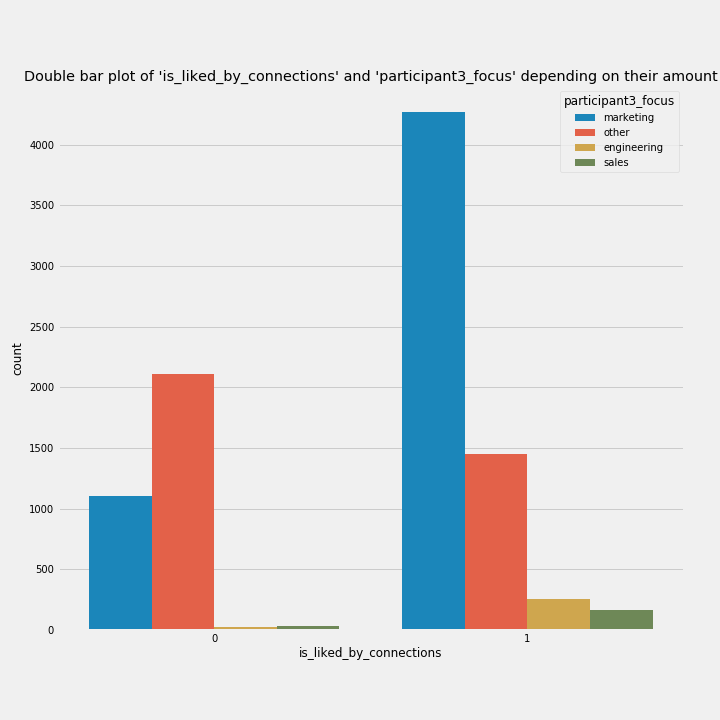 Double bar plot of 'is_liked_by_connections' and 'participant3_focus' depending on their amount
participant3_focus
marketing
other
engineering
sales
4000
3500
3000
2500
2000
1500
1000
500
0
count
0 1
is_liked_by_connections